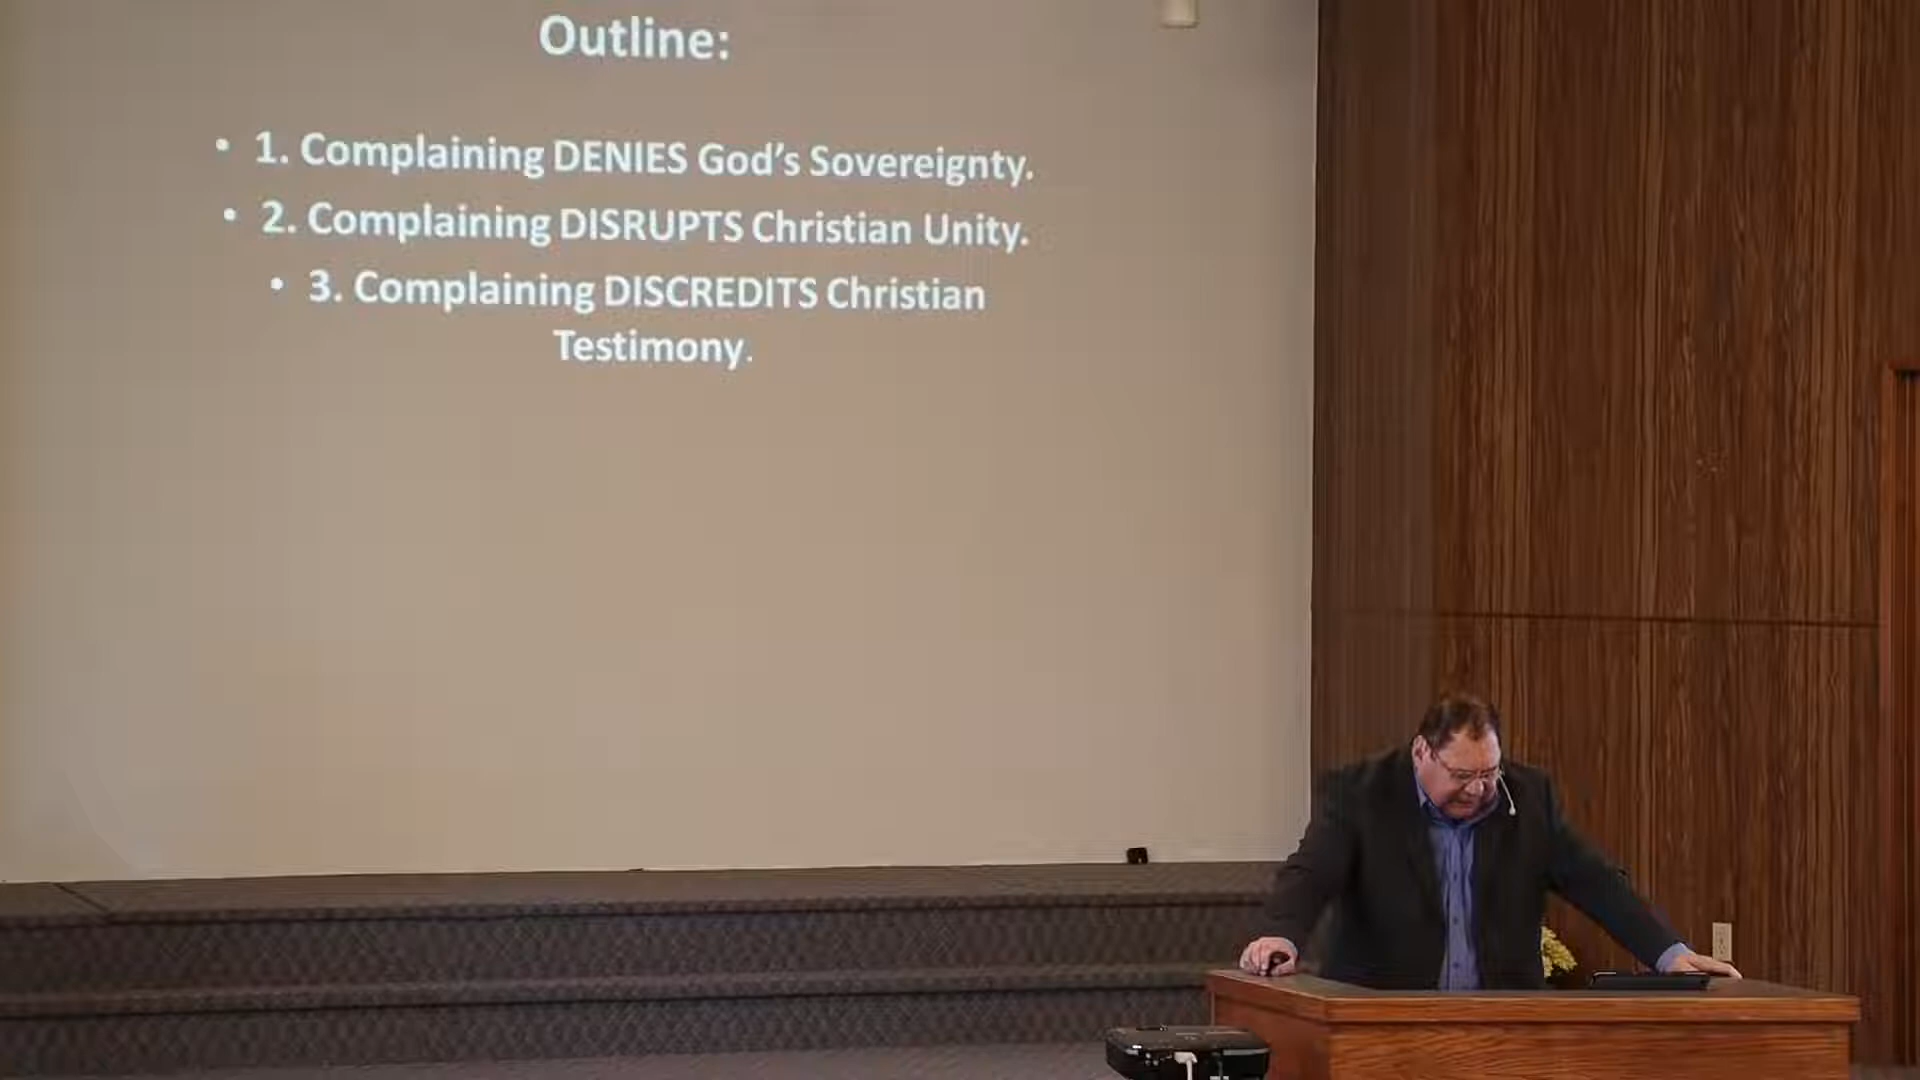 Outline:
• 1. Complaining DENIES God's Sovereignty.
• 2. Complaining DISRUPTS Christian Unity.
• 3. Complaining DISCREDITS Christian
Testimony.